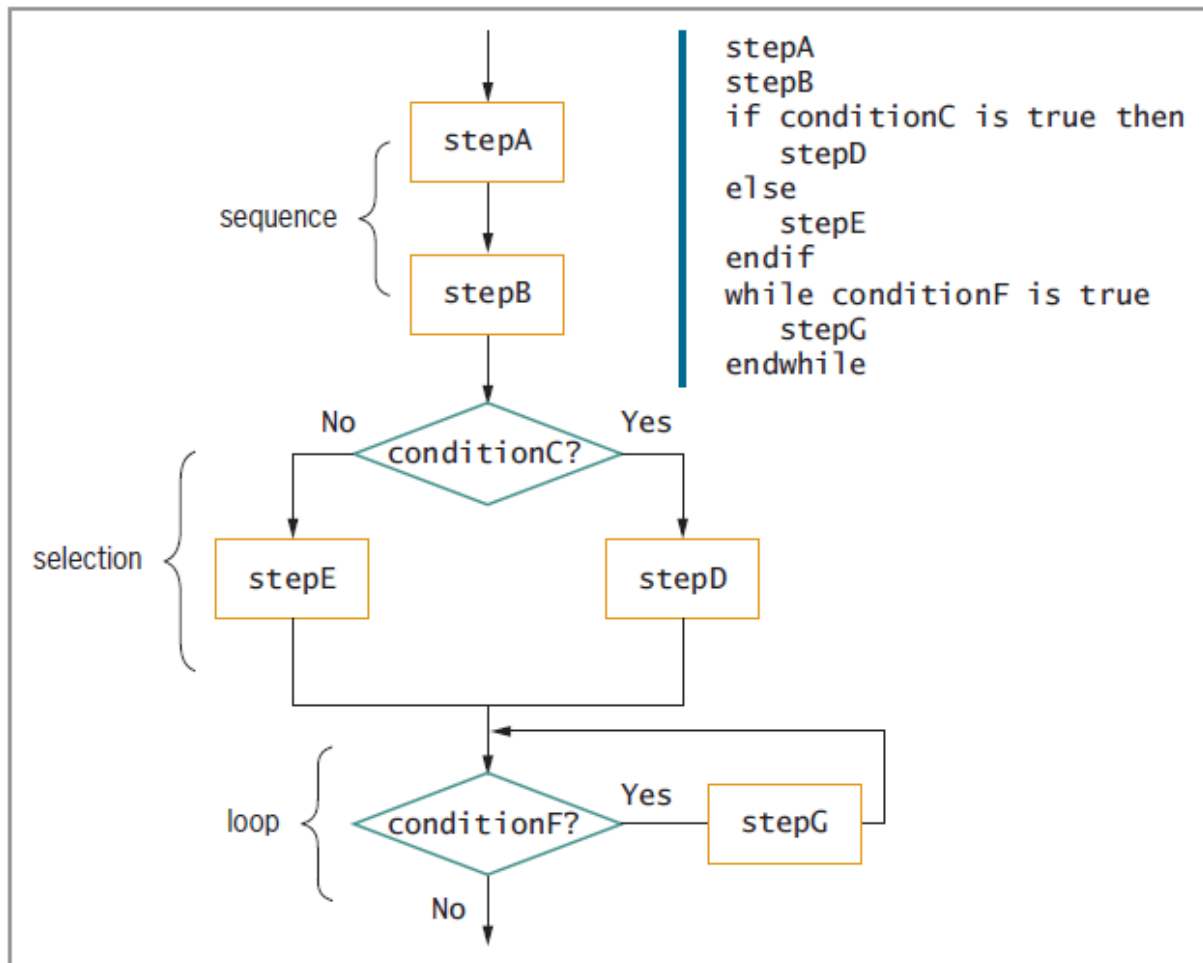 stepA
stepB
if conditionC is true then
   stepD
else
   stepE
endif
while conditionF is true
   stepG
endwhile
stepA
sequence
stepB
No
Yes
conditionC?
selection
stepE
stepD
Yes
loop
conditionF?
stepG
No